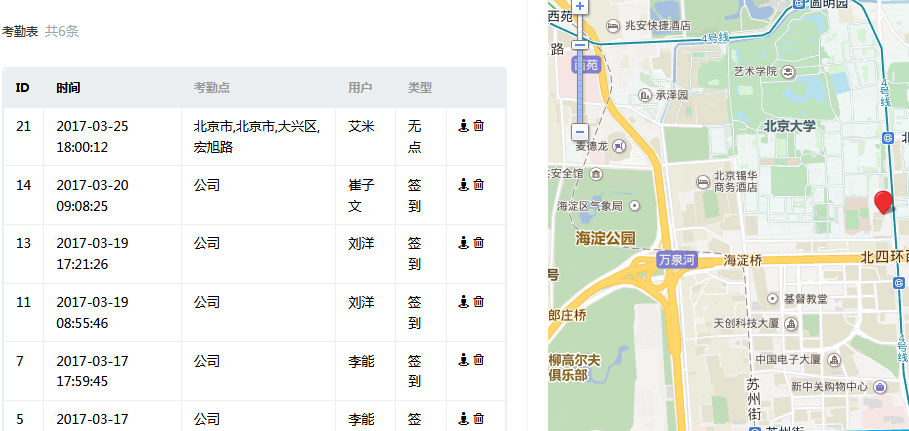 考勤表 共6条
ID 时间 考勤点 用户 类型
21 2017-03-25 北京市,北京市,大兴区, 艾米 无
18:00:12 宏旭路 点
14 2017-03-20 公司 崔子 签
09:08:25 文 到
13 2017-03-19 公司 刘洋 签
17:21:26 到
11 2017-03-19 公司 刘洋 签
08:55:46 到
7 2017-03-17 公司 李能 签
17:59:45 到
5 2017-03-17 公司 李能 签
西苑
兆安快捷酒店
圆明园
4号线
路
西苑
艺术学院
4号线
承泽园
北京大学
北
麦德龙
安全馆
北京锡华
商务酒店
海淀区气象局
海淀公园
万泉河
海淀桥
北四环西
号
基督教堂
郎庄桥
天创科技大厦
4号线
柳高尔夫
俱乐部
中国电子大厦
新中关购物中心
苏州街
苏州街